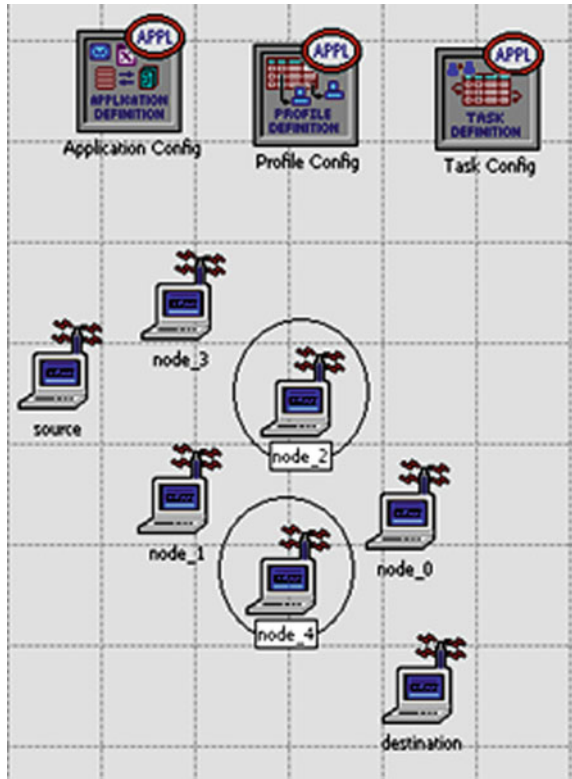 APPL
APPLICATION
DEFINITION
Application Config
APPL
PROFILE
DEFINITION
Profile Config
APPL
TASK
DEFINITION
Task Config
node_3
source
node_2
node_1
node_0
node_4
destination